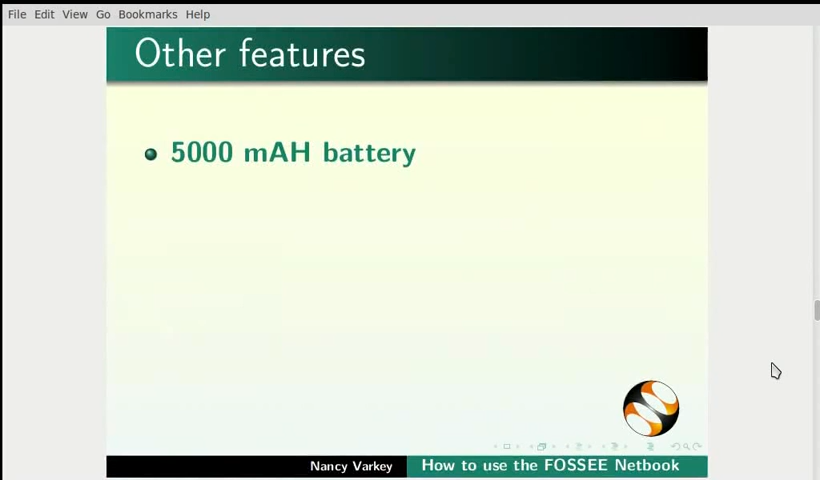 File Edit View Go Bookmarks Help
Other features
5000 mAH battery
Nancy Varkey How to use the FOSSEE Netbook